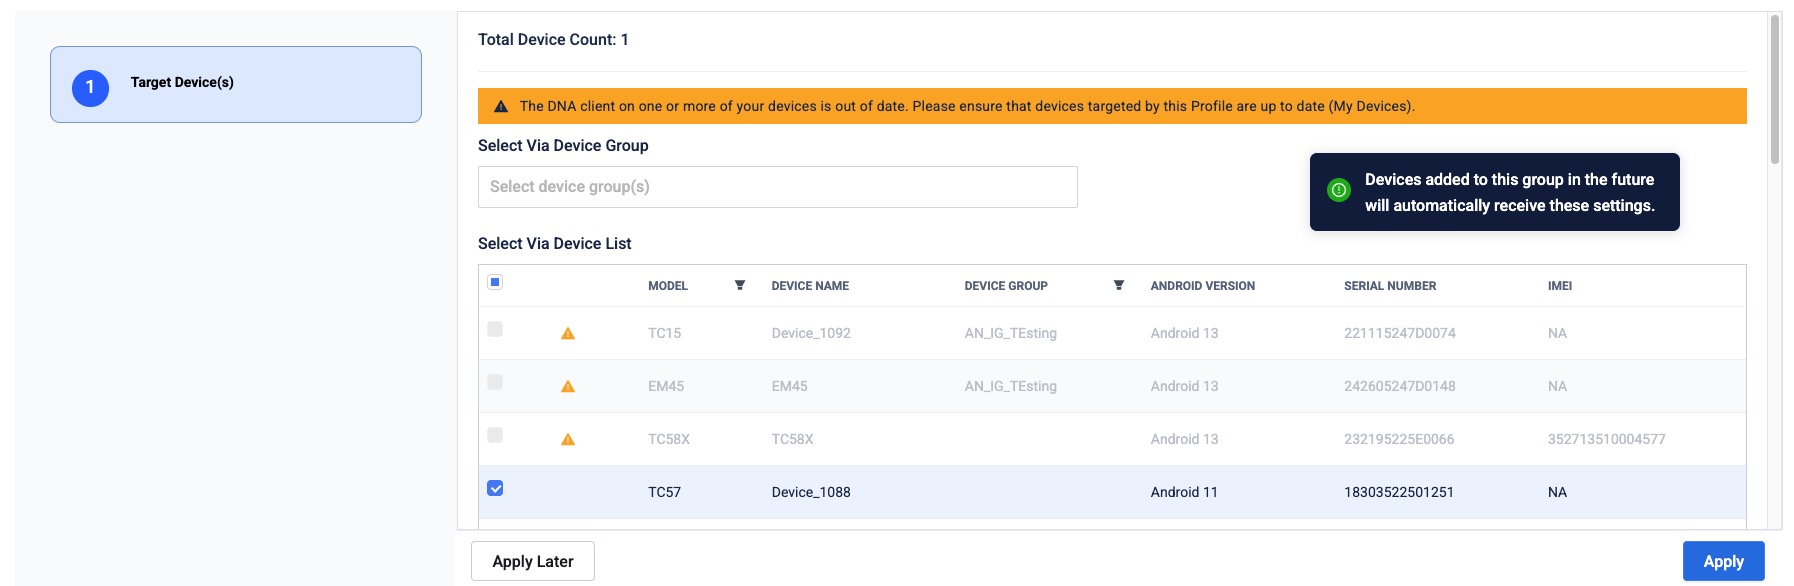 1 Target Device(s)
Total Device Count: 1
The DNA client on one or more of your devices is out of date. Please ensure that devices targeted by this Profile are up to date (My Devices).
Select Via Device Group
Select device group(s)
Devices added to this group in the future
will automatically receive these settings.
Select Via Device List
MODEL DEVICE NAME DEVICE GROUP ANDROID VERSION SERIAL NUMBER IMEI
TC15 Device_1092 AN_IG_TEsting Android 13 221115247D0074 NA
EM45 EM45 AN_IG_TEsting Android 13 242605247D0148 NA
TC58X TC58X Android 13 232195225E0066 352713510004577
TC57 Device_1088 Android 11 18303522501251 NA
Apply Later Apply